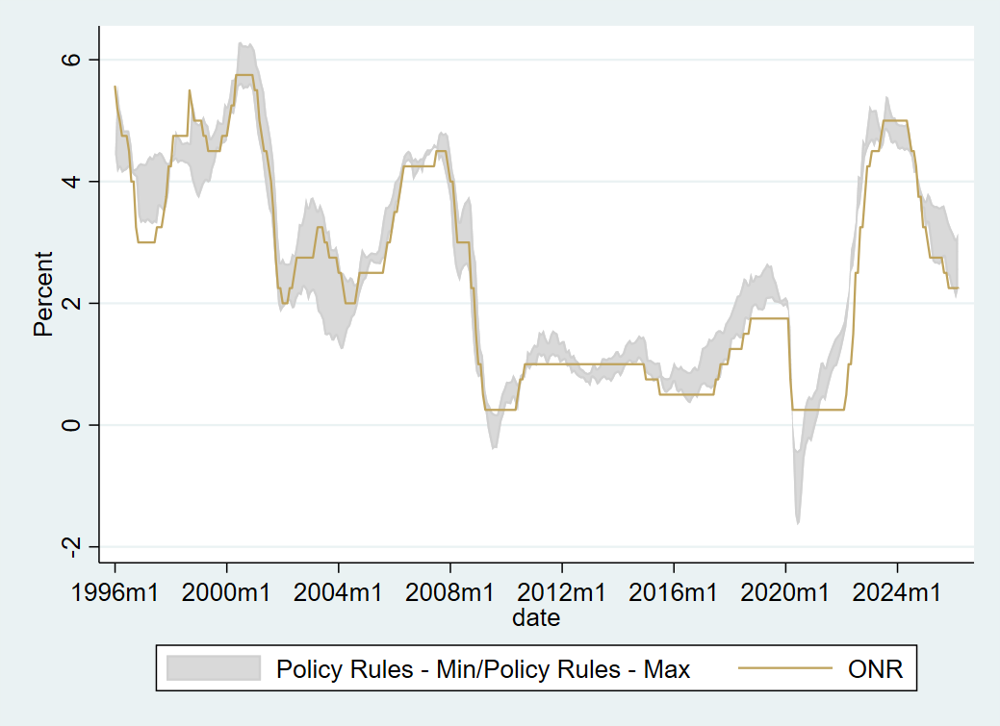 6
4
2
0
-2
Percent
1996m1 2000m1 2004m1 2008m1 2012m1 2016m1 2020m1 2024m1
date
Policy Rules - Min/Policy Rules - Max ONR